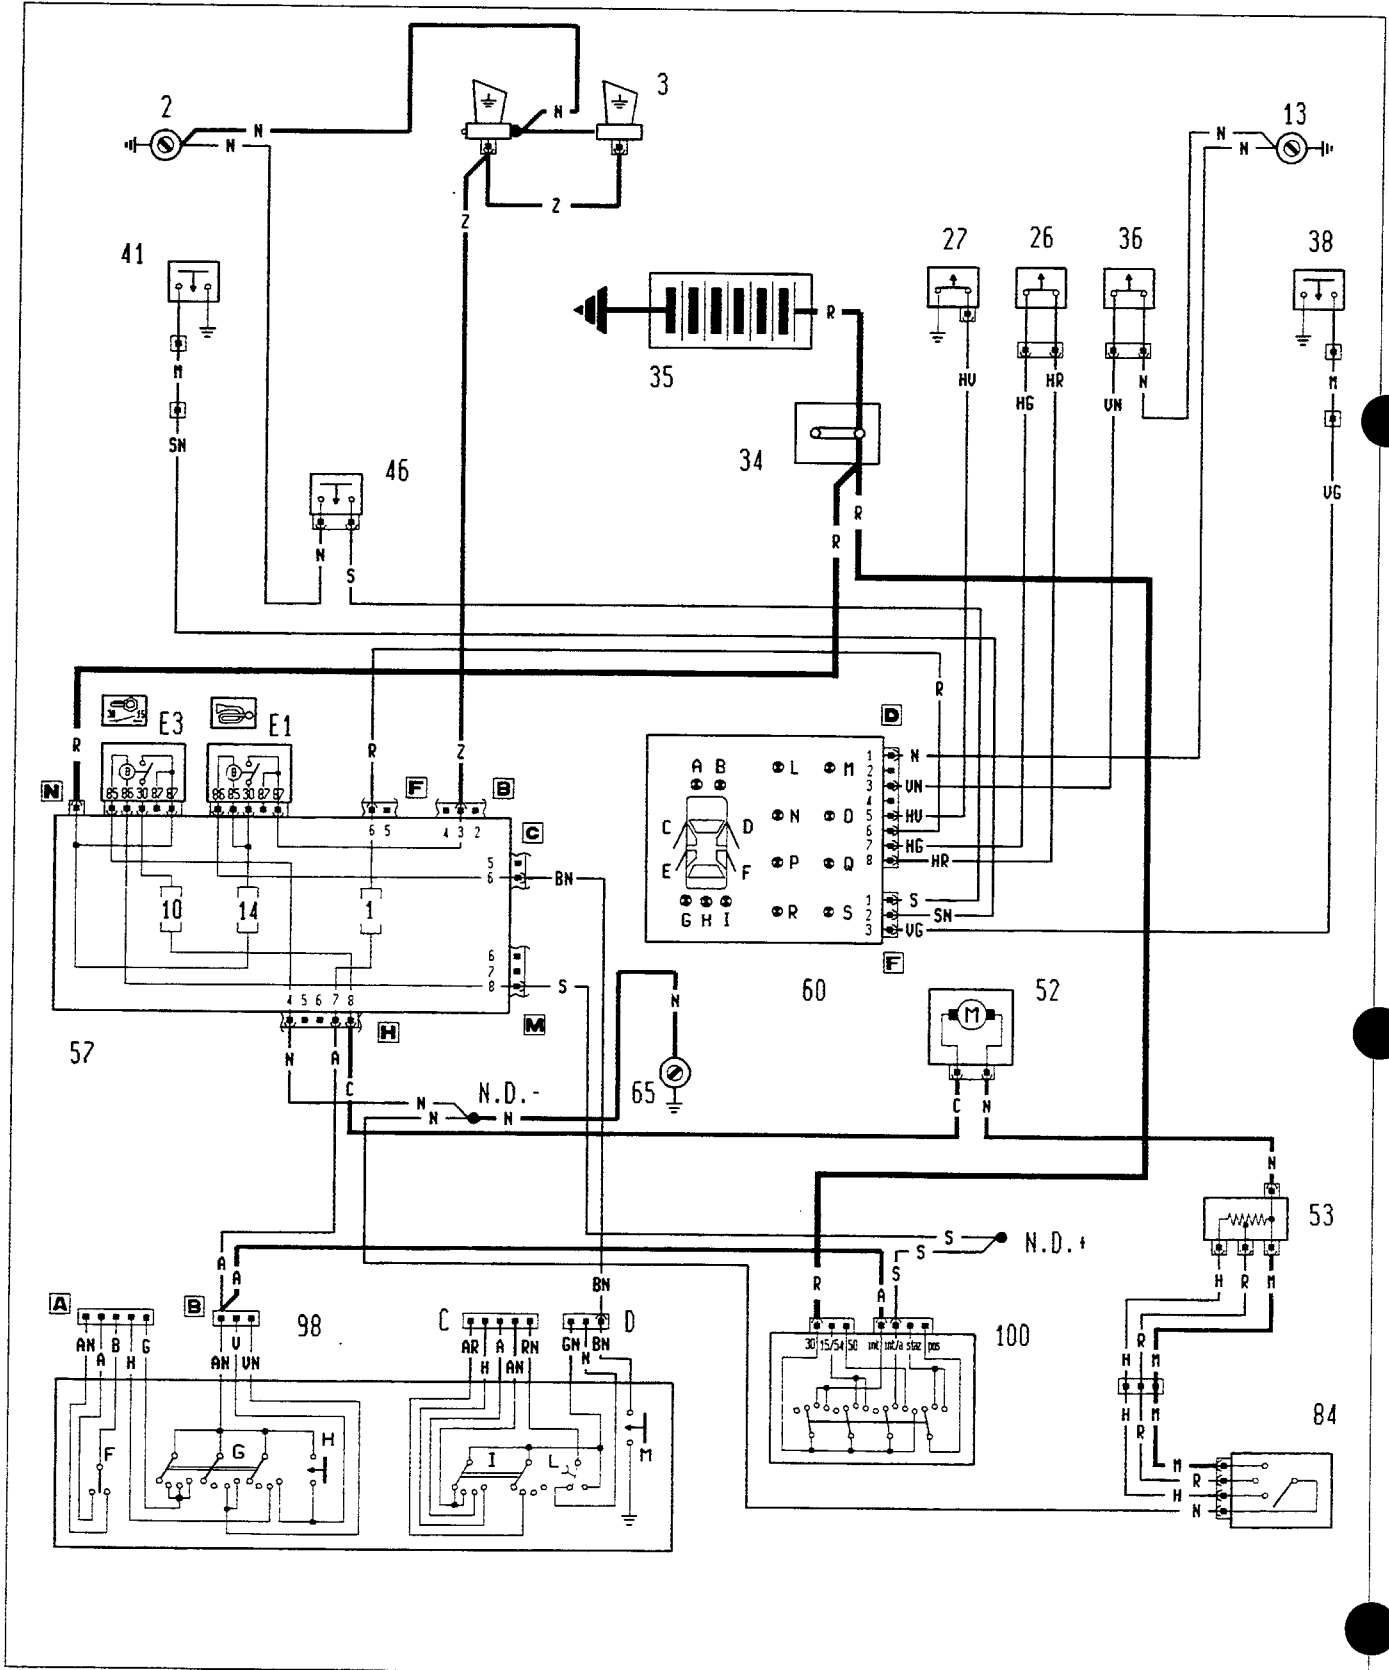 2
N
N
N
3
13
N
N
Z
2
41
27
26
36
38
R
35
M
SN
HV
HG
HR
VN
N
M
VG
34
46
R
R
N
S
R
30 15
E3
E1
R
R
Z
D
N
85 86 30 87 87
86 85 30 87 87
F
B
6 5
4 3 2
C
5
6
BN
10
14
1
6
7
8
S
M
4 5 6 7 8
H
57
A B
C D
E F
G H I
L M
N O
P Q
R S
1 N
2
3 VN
4
5 HV
6
7 HG
8 HR
1 S
2 SN
3 VG
F
60
52
M
N
A
C
N
N
N.D.-
N
N
65
C
N
N
53
H
R
M
S
S
N.D.+
A
A
BN
R
A
S
A
AN
A
B
H
G
B
98
AN
V
VN
C
AR
H
A
AN
RN
D
GN
N
BN
100
30 15/54 50 int int/a staz pos
H
R
M
H
R
M
84
M
R
H
N
F
G
H
I
L
M